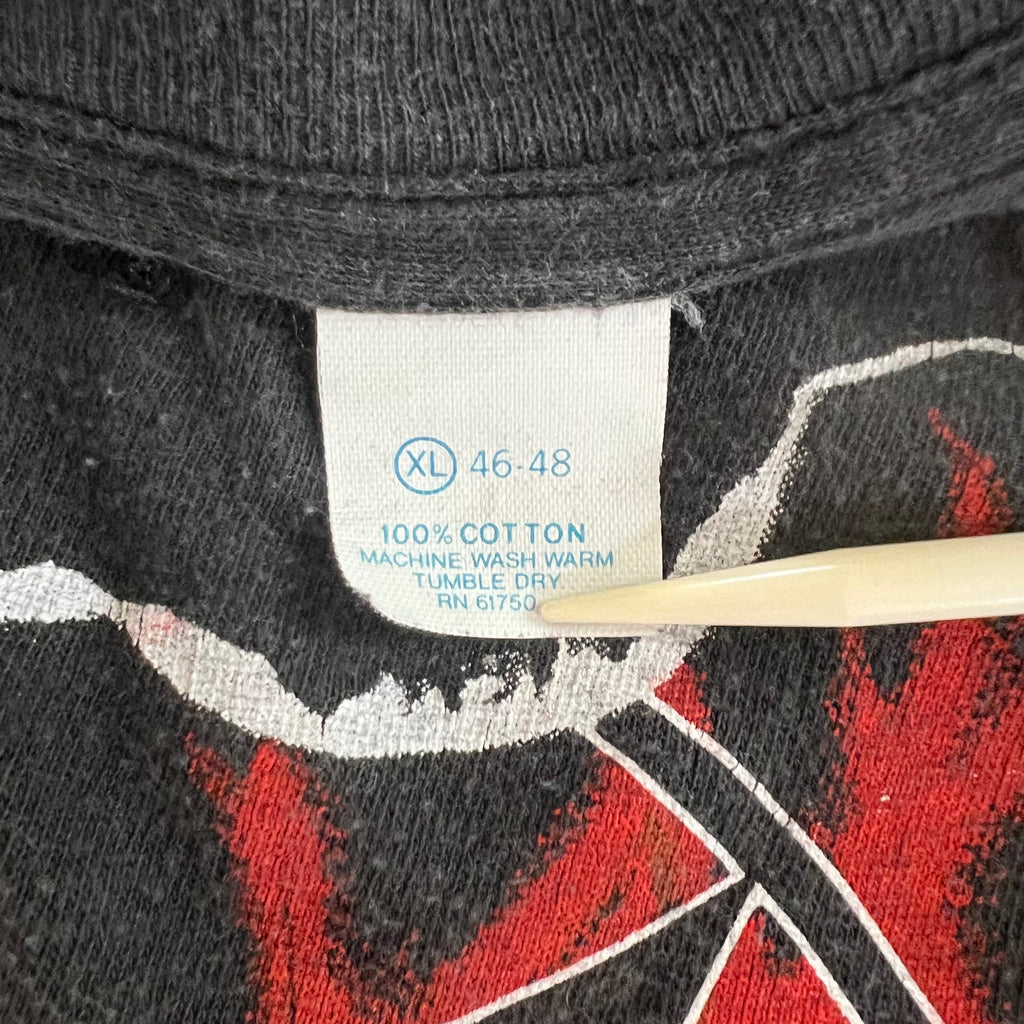 XL 46-48
100% COTTON
MACHINE WASH WARM
TUMBLE DRY.
RN 61750